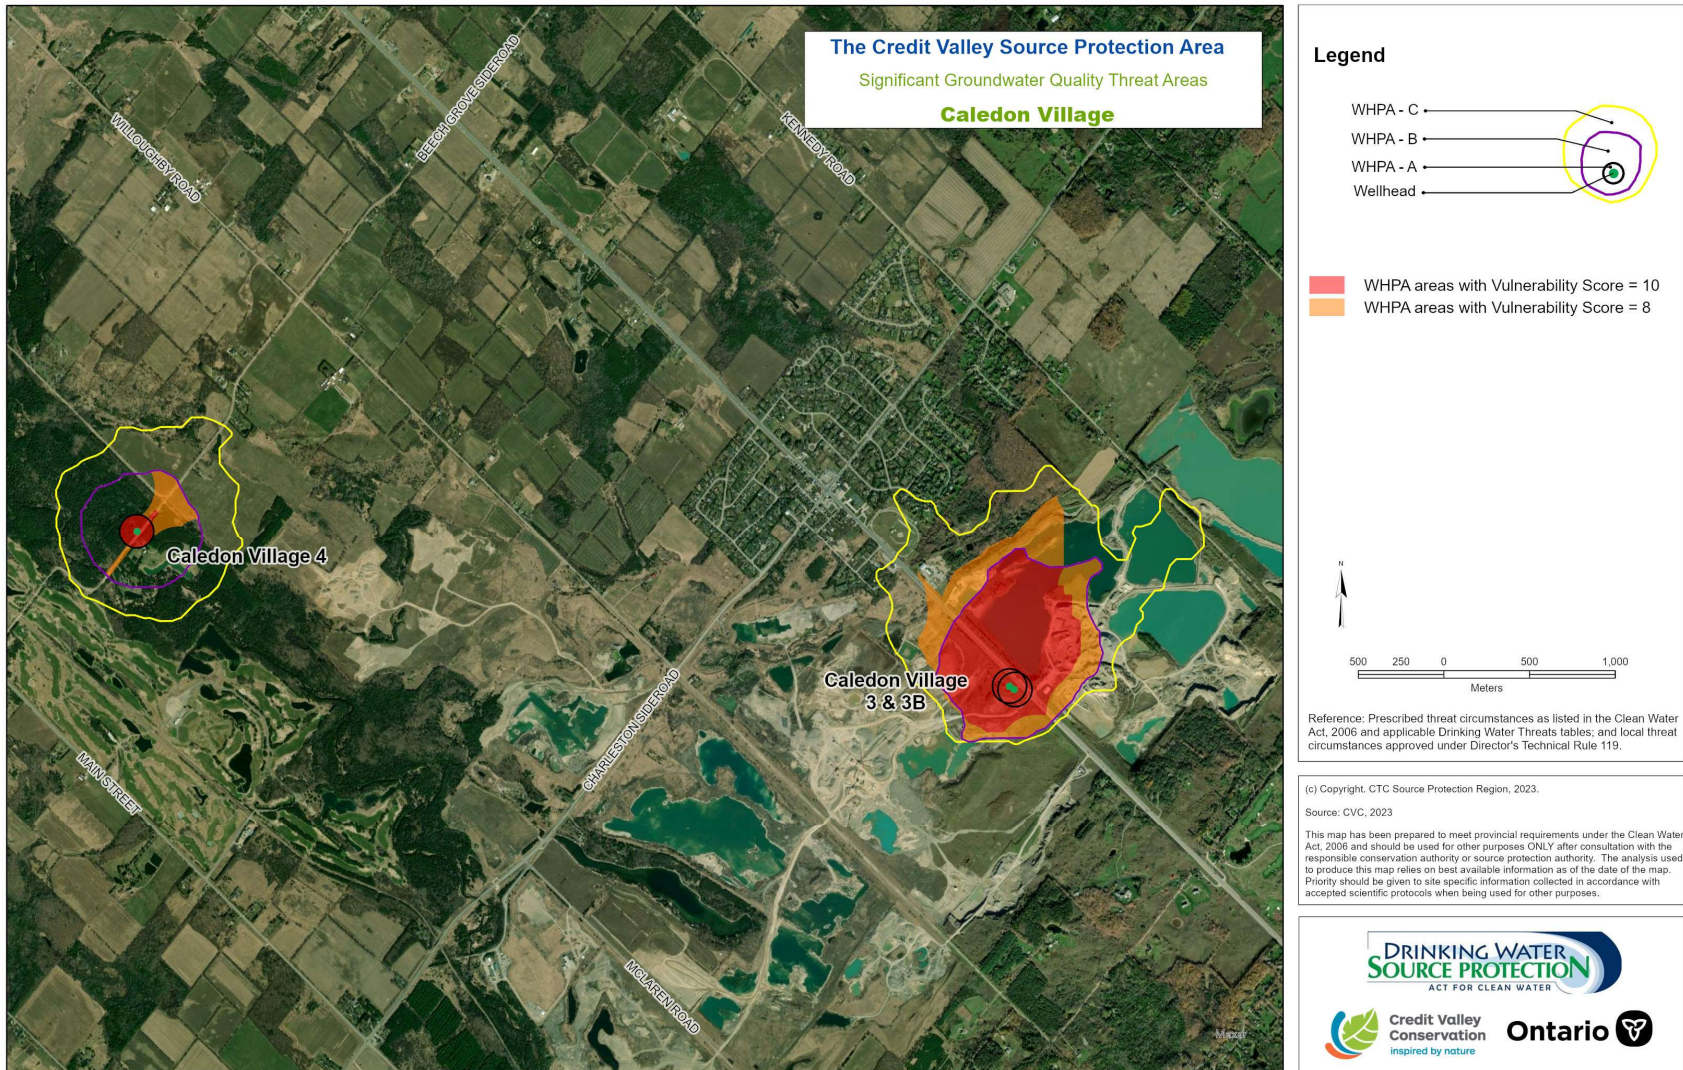 The Credit Valley Source Protection Area
Significant Groundwater Quality Threat Areas
Caledon Village
WILLOUGHBY ROAD
BEECH GROVE SIDEROAD
KENNEDY ROAD
Caledon Village 4
Caledon Village
3 & 3B
CHARLESTON SIDEROAD
MAIN STREET
MCLAREN ROAD
Maxar
Legend
WHPA - C
WHPA - B
WHPA - A
Wellhead
WHPA areas with Vulnerability Score = 10
WHPA areas with Vulnerability Score = 8
N
500 250 0 500 1,000
Meters
Reference: Prescribed threat circumstances as listed in the Clean Water
Act, 2006 and applicable Drinking Water Threats tables; and local threat
circumstances approved under Director's Technical Rule 119.
(c) Copyright. CTC Source Protection Region, 2023.
Source: CVC, 2023
This map has been prepared to meet provincial requirements under the Clean Water
Act, 2006 and should be used for other purposes ONLY after consultation with the
responsible conservation authority or source protection authority. The analysis used
to produce this map relies on best available information as of the date of the map.
Priority should be given to site specific information collected in accordance with
accepted scientific protocols when being used for other purposes.
DRINKING WATER
SOURCE PROTECTION
ACT FOR CLEAN WATER
Credit Valley
Conservation
inspired by nature
Ontario